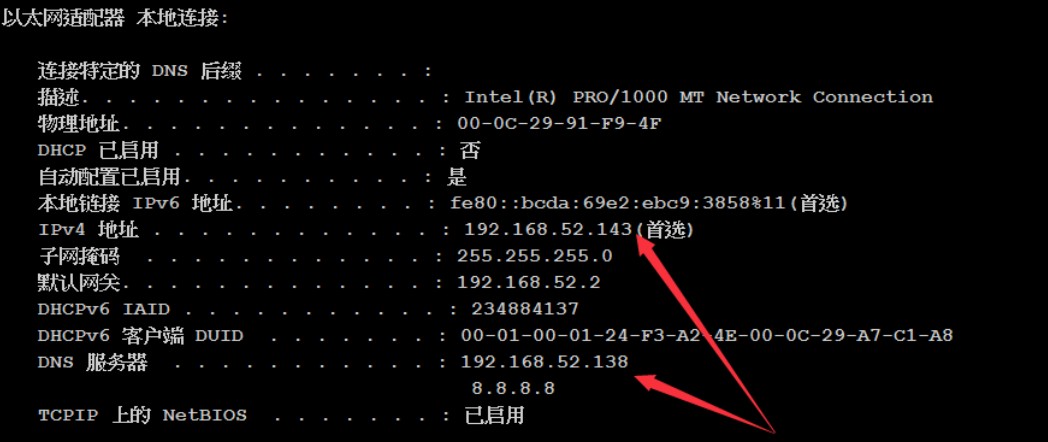 以太网适配器 本地连接:
连接特定的 DNS 后缀 . . . . . . . :
描述. . . . . . . . . . . . . . . : Intel(R) PRO/1000 MT Network Connection
物理地址. . . . . . . . . . . . . : 00-0C-29-91-F9-4F
DHCP 已启用 . . . . . . . . . . . : 否
自动配置已启用. . . . . . . . . . : 是
本地链接 IPv6 地址. . . . . . . . : fe80::bcda:69e2:ebc9:3858%11(首选)
IPv4 地址 . . . . . . . . . . . . : 192.168.52.143(首选)
子网掩码 . . . . . . . . . . . . : 255.255.255.0
默认网关. . . . . . . . . . . . . : 192.168.52.2
DHCPv6 IAID . . . . . . . . . . . : 234884137
DHCPv6 客户端 DUID . . . . . . . : 00-01-00-01-24-F3-A2-4E-00-0C-29-A7-C1-A8
DNS 服务器 . . . . . . . . . . . : 192.168.52.138
8.8.8.8
TCPIP 上的 NetBIOS . . . . . . . : 已启用